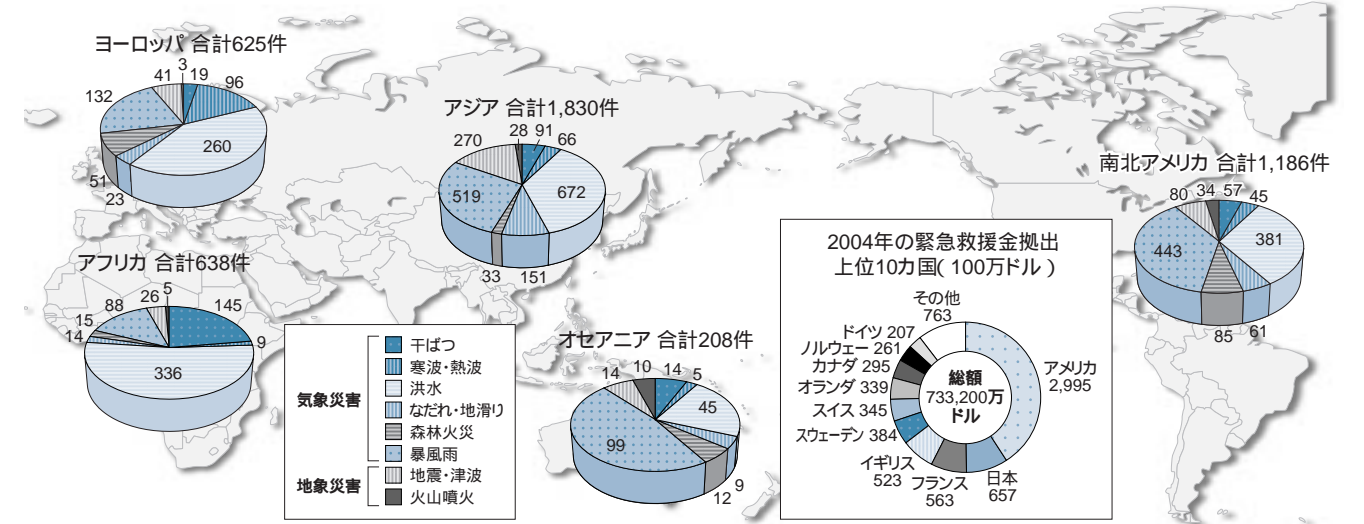 ヨーロッパ 合計625件
3
41
19
96
132
260
51
23
アジア 合計1,830件
28
91
270
66
519
672
33
151
南北アメリカ 合計1,186件
34
57
80
45
443
381
85
61
アフリカ 合計638件
5
26
145
88
15
14
9
336
オセアニア 合計208件
10
14
14
5
45
99
9
12
気象災害
干ばつ
寒波・熱波
洪水
なだれ・地滑り
森林火災
暴風雨
地象災害
地震・津波
火山噴火
2004年の緊急救援金拠出
上位10カ国(100万ドル)
その他
763
ドイツ 207
ノルウェー 261
カナダ 295
オランダ 339
スイス 345
スウェーデン 384
イギリス
523
フランス
563
日本
657
アメリカ
2,995
総額
733,200万
ドル